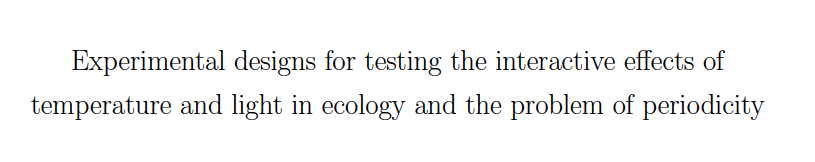 Experimental designs for testing the interactive effects of
temperature and light in ecology and the problem of periodicity